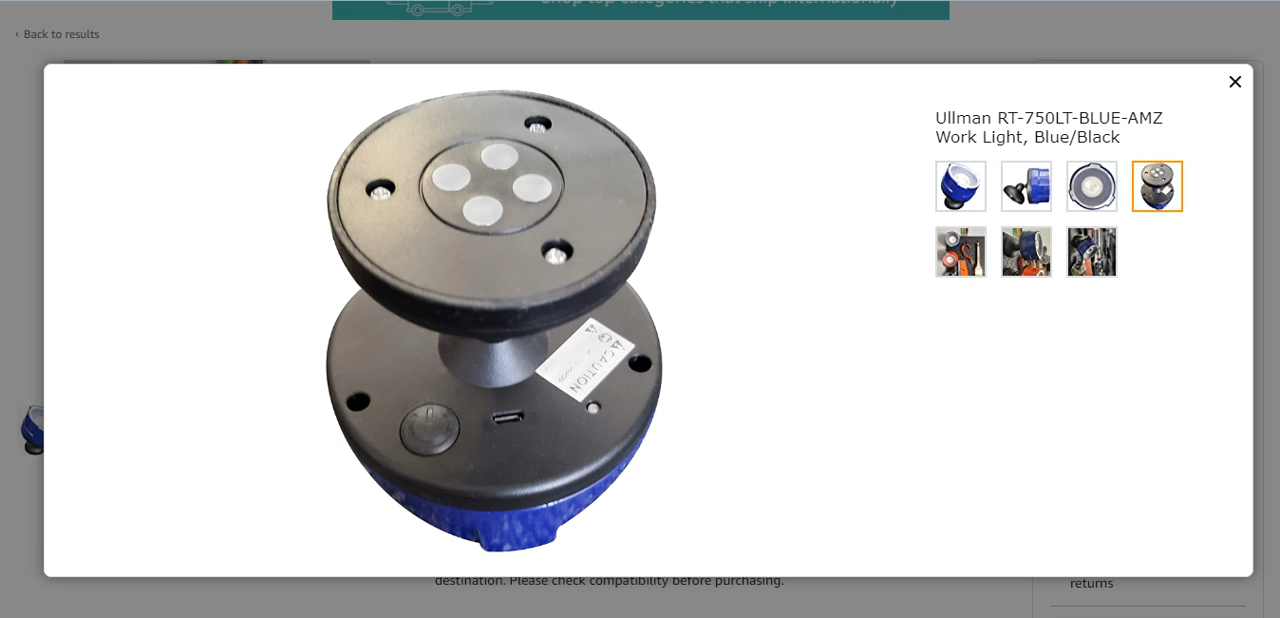 Shop top categories that ship internationally
‹ Back to results
Ullman RT-750LT-BLUE-AMZ
Work Light, Blue/Black
CAUTION
destination. Please check compatibility before purchasing.
returns